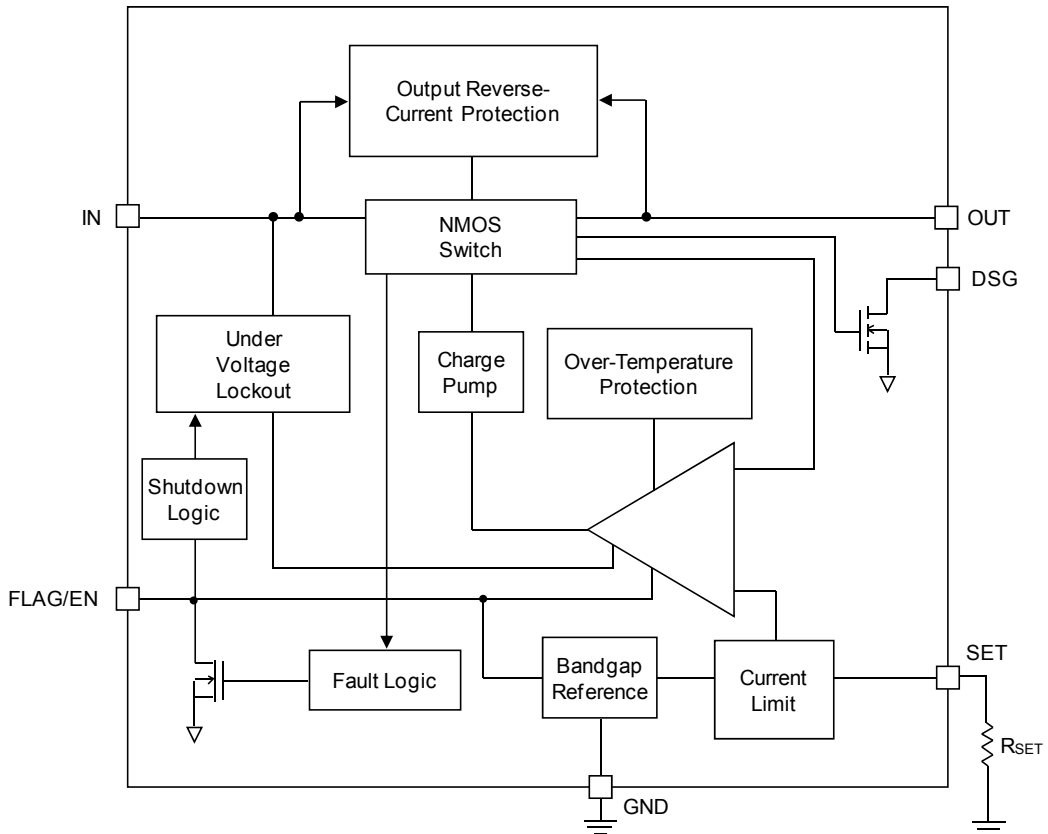 Output Reverse-
Current Protection
IN
NMOS
Switch
OUT
DSG
Under
Voltage
Lockout
Charge
Pump
Over-Temperature
Protection
Shutdown
Logic
FLAG/EN
Fault Logic
Bandgap
Reference
Current
Limit
SET
RSET
GND